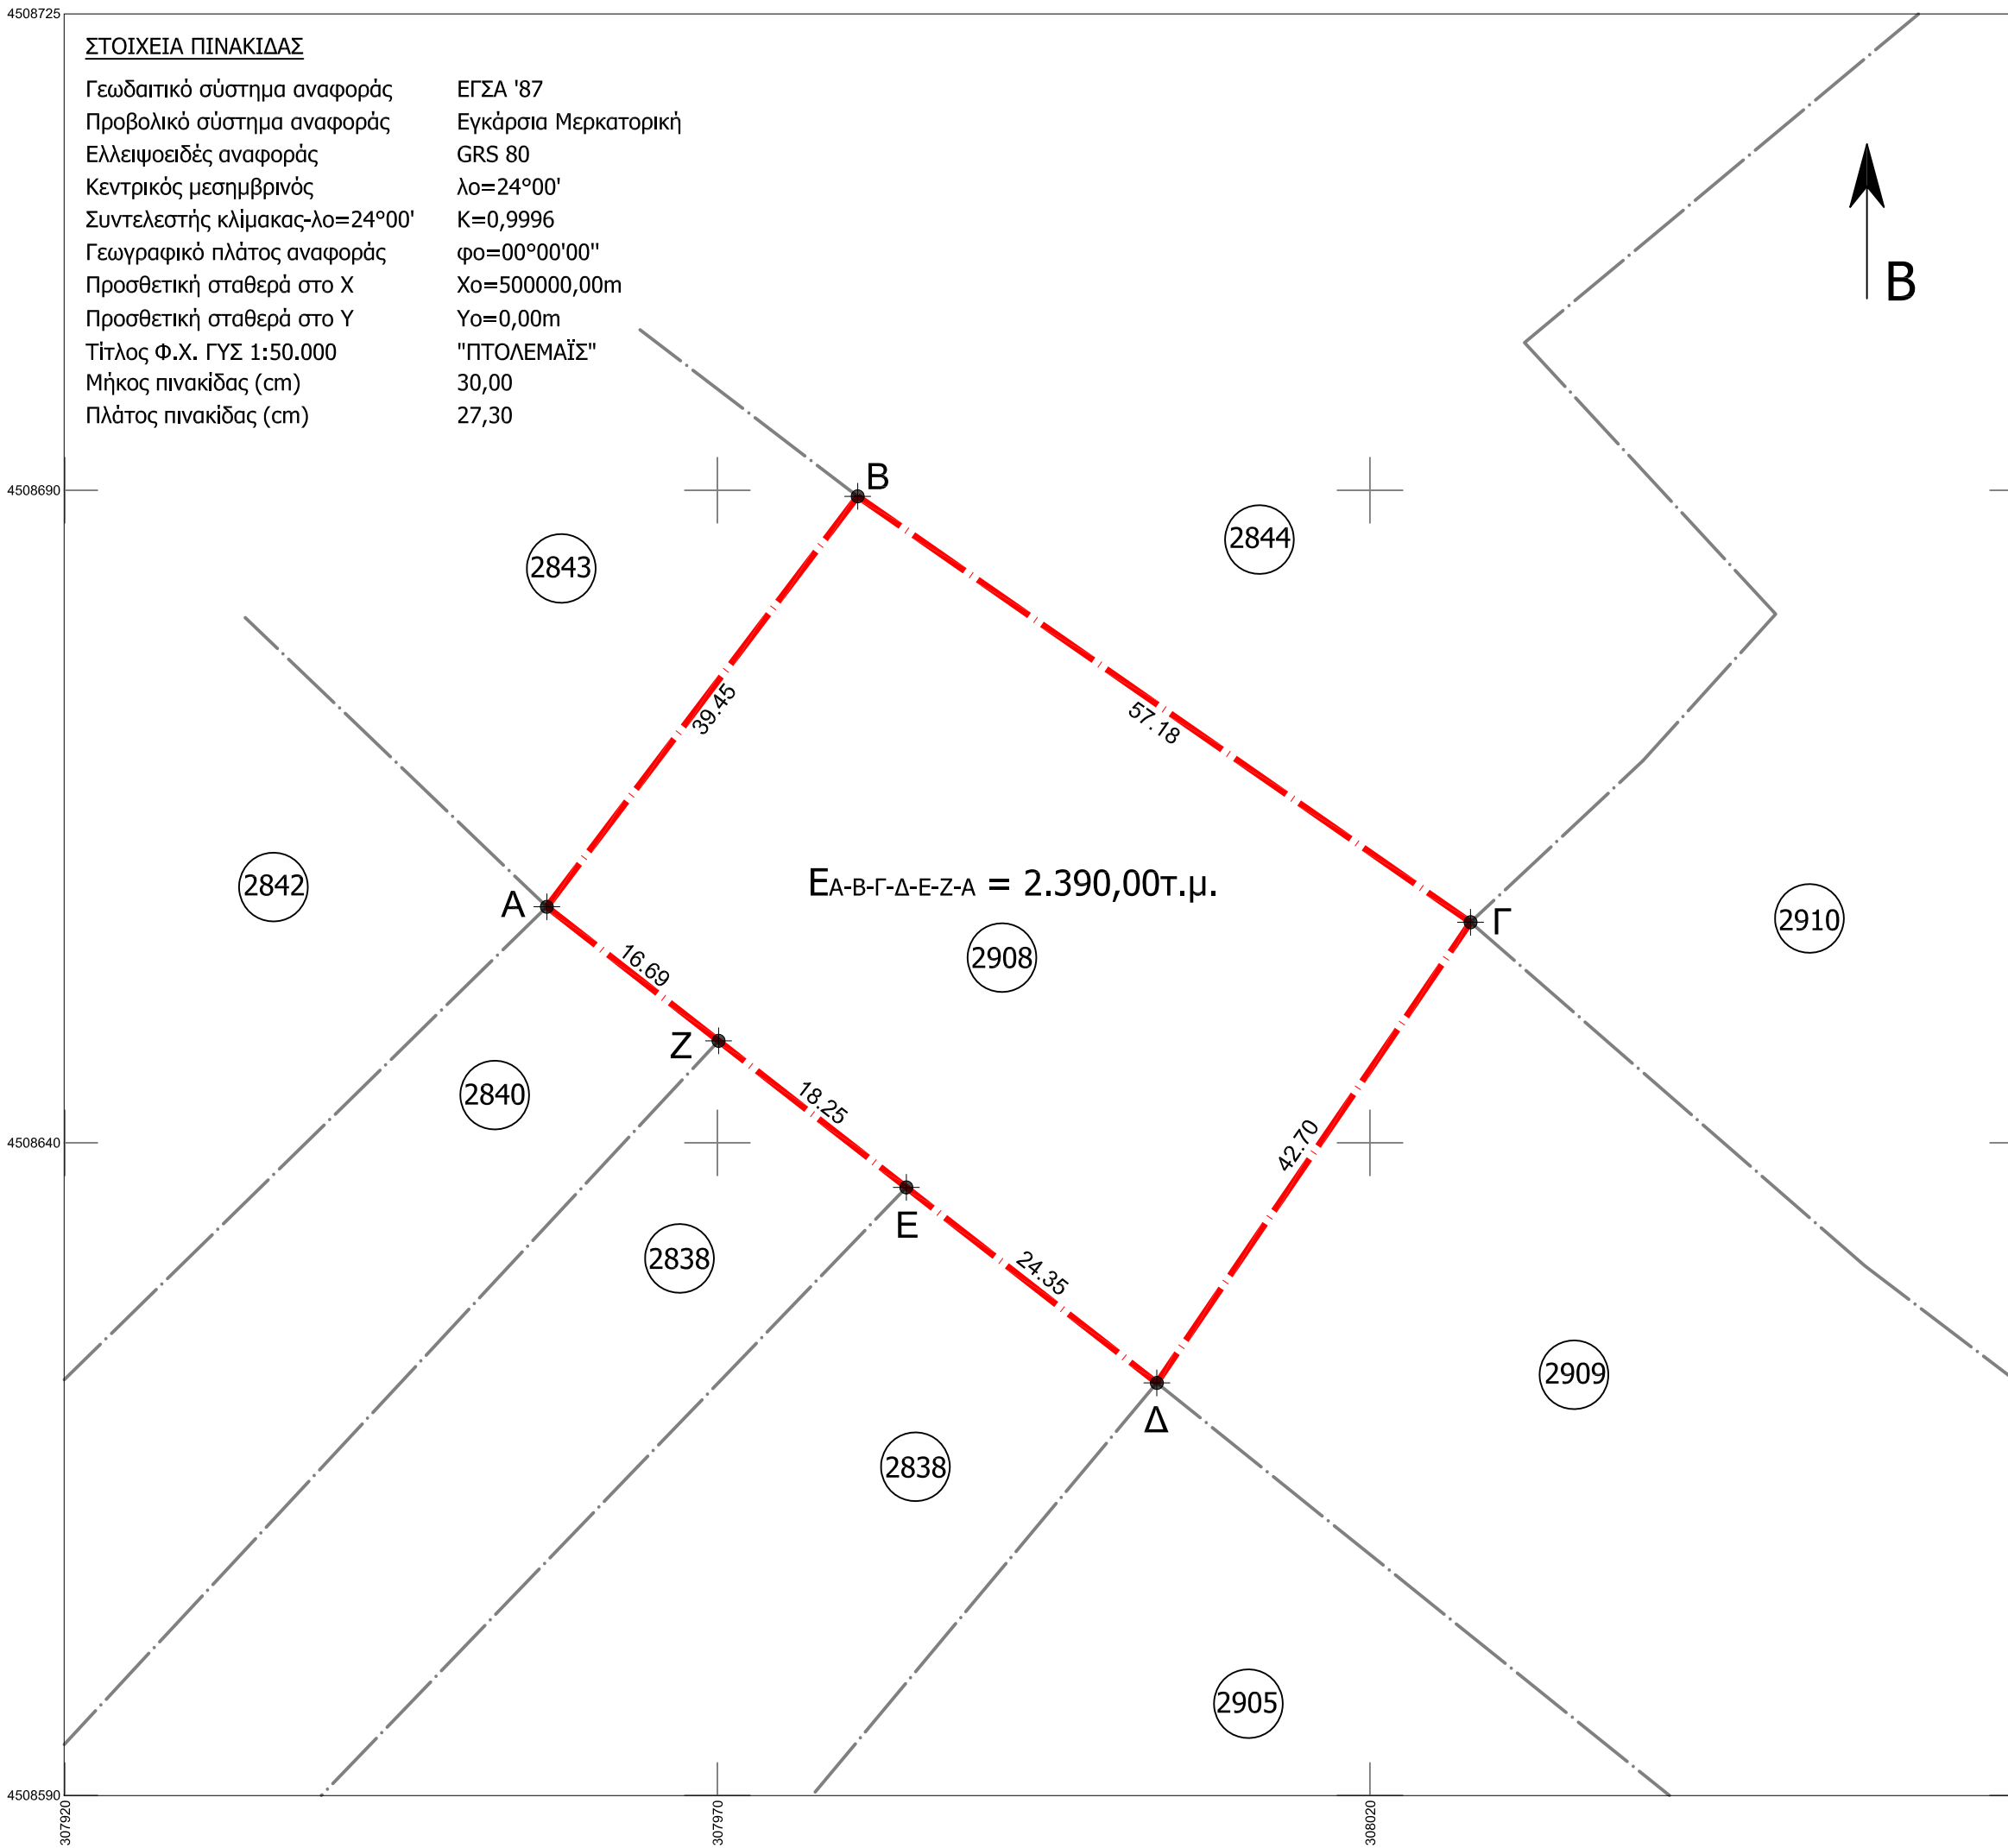 4508725
ΣΤΟΙΧΕΙΑ ΠΙΝΑΚΙΔΑΣ
Γεωδαιτικό σύστημα αναφοράς ΕΓΣΑ '87
Προβολικό σύστημα αναφοράς Εγκάρσια Μερκατορική
Ελλειψοειδές αναφοράς GRS 80
Κεντρικός μεσημβρινός λο=24°00'
Συντελεστής κλίμακας-λο=24°00' Κ=0,9996
Γεωγραφικό πλάτος αναφοράς φο=00°00'00"
Προσθετική σταθερά στο Χ Χο=500000,00m
Προσθετική σταθερά στο Υ Υο=0,00m
Τίτλος Φ.Χ. ΓΥΣ 1:50.000 "ΠΤΟΛΕΜΑΪΣ"
Μήκος πινακίδας (cm) 30,00
Πλάτος πινακίδας (cm) 27,30
Β
4508690
Β
2844
2843
39.45
57.18
ΕΑ-Β-Γ-Δ-Ε-Ζ-Α = 2.390,00τ.μ.
2842
Α
Γ
2910
2908
16.69
Ζ
2840
18.25
4508640
42.70
Ε
2838
24.35
2909
Δ
2838
2905
4508590
307920
307970
308020